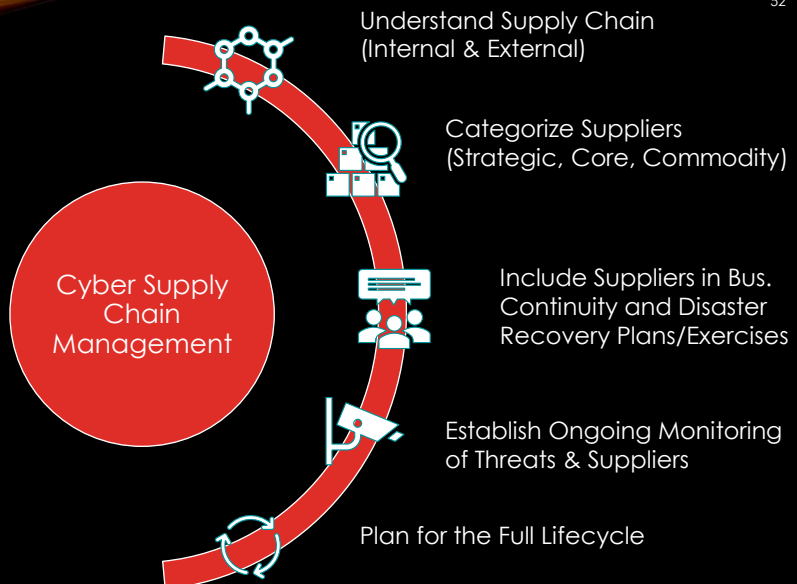 52
Understand Supply Chain
(Internal & External)
Categorize Suppliers
(Strategic, Core, Commodity)
Cyber Supply
Chain
Management
Include Suppliers in Bus.
Continuity and Disaster
Recovery Plans/Exercises
Establish Ongoing Monitoring
of Threats & Suppliers
Plan for the Full Lifecycle